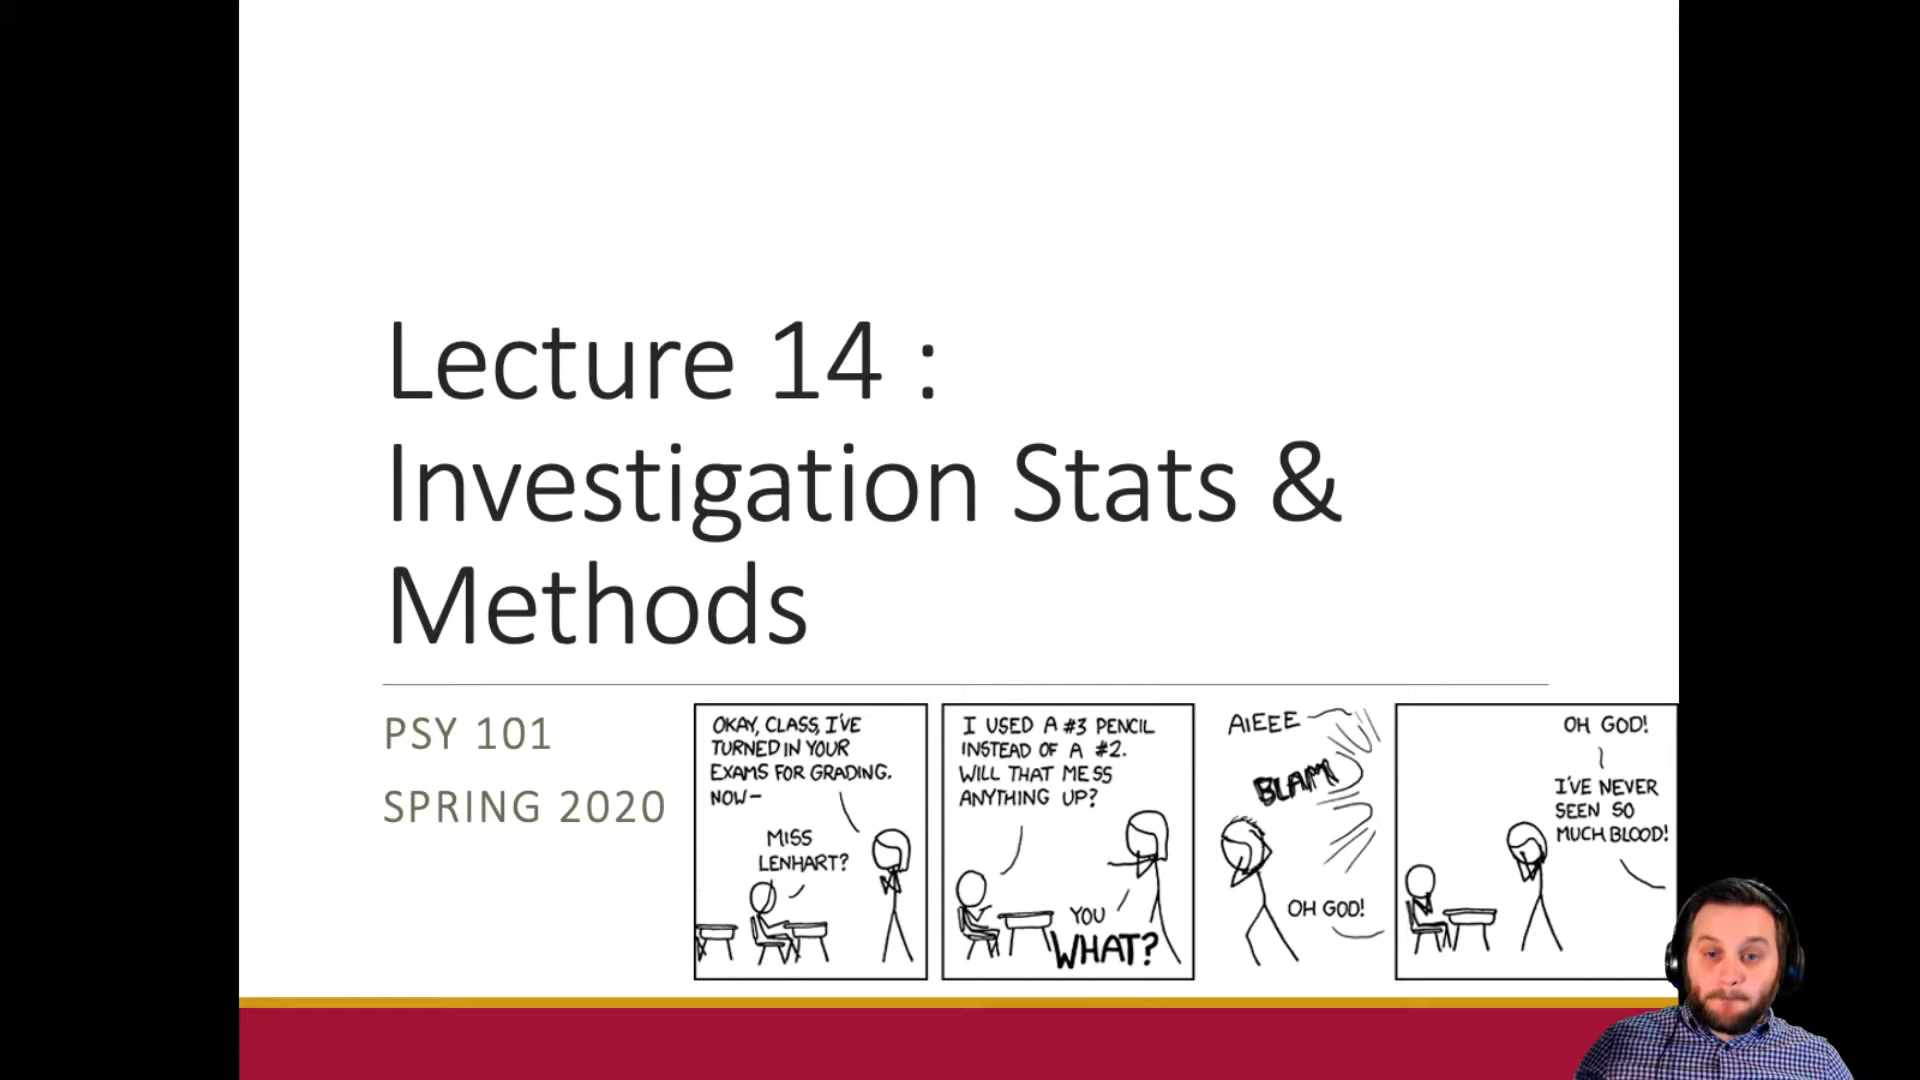 Lecture 14 :
Investigation Stats &
Methods
PSY 101
SPRING 2020
OKAY, CLASS, I'VE
TURNED IN YOUR
EXAMS FOR GRADING.
NOW—
MISS
LENHART?
I USED A #3 PENCIL
INSTEAD OF A #2.
WILL THAT MESS
ANYTHING UP?
YOU
WHAT?
AIEEE
BLAM
OH GOD!
OH GOD!
I'VE NEVER
SEEN SO
MUCH BLOOD!